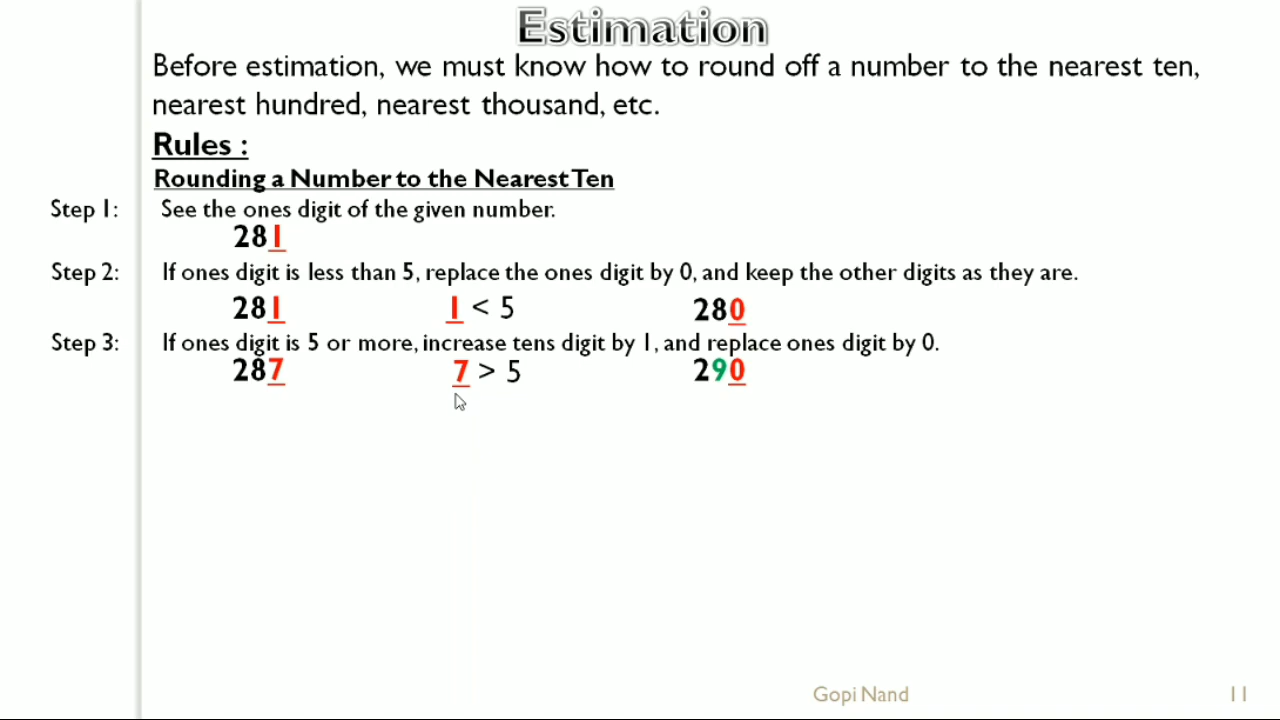 Estimation
Before estimation, we must know how to round off a number to the nearest ten,
nearest hundred, nearest thousand, etc.
Rules :
Rounding a Number to the Nearest Ten
Step 1: See the ones digit of the given number.
281
Step 2: If ones digit is less than 5, replace the ones digit by 0, and keep the other digits as they are.
281 1 < 5 280
Step 3: If ones digit is 5 or more, increase tens digit by 1, and replace ones digit by 0.
287 7 > 5 290
Gopi Nand 11